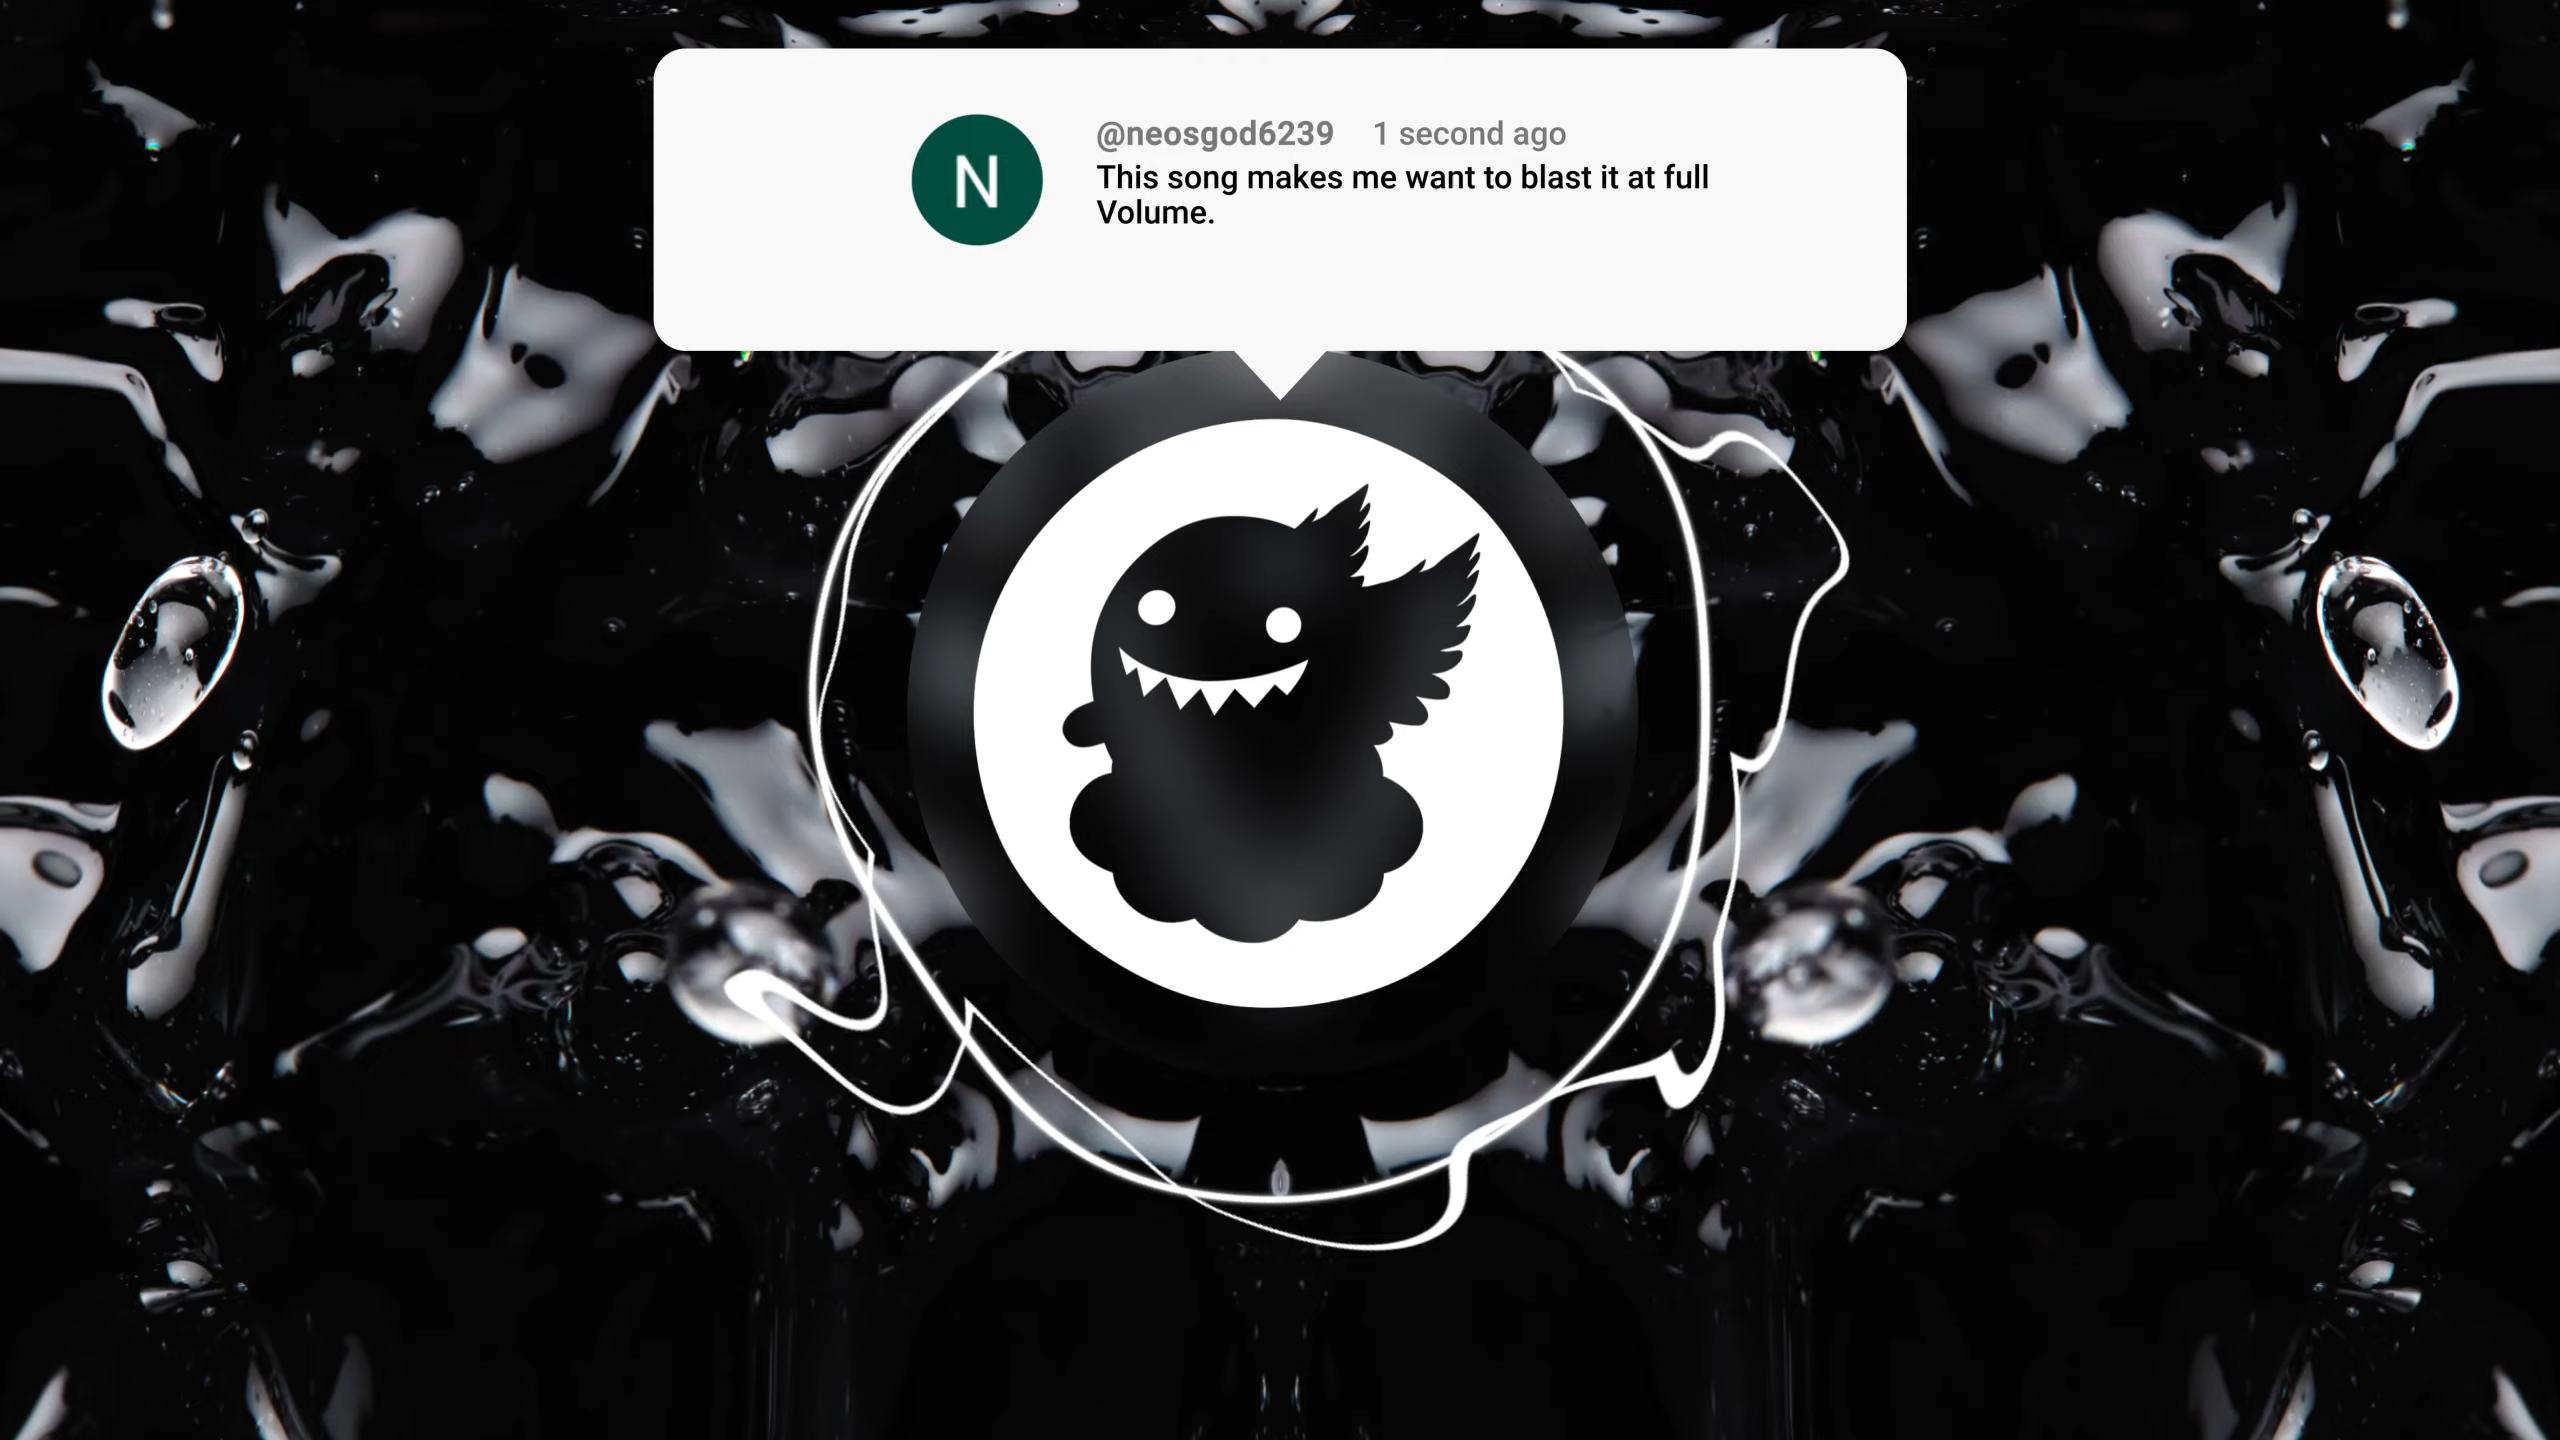 N
@neosgod6239 1 second ago
This song makes me want to blast it at full
Volume.